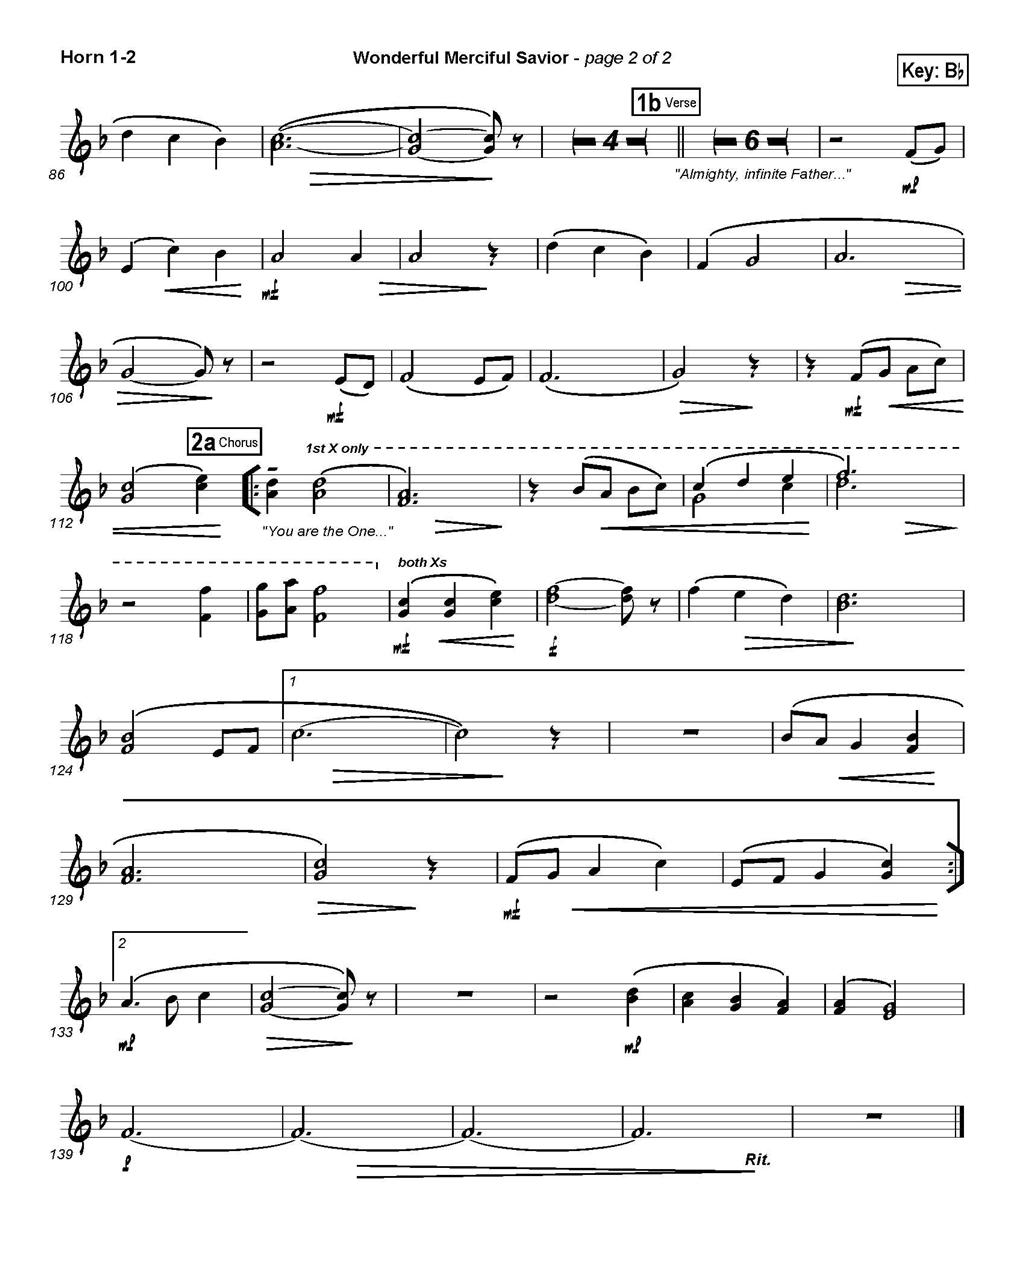 Horn 1-2
Wonderful Merciful Savior - page 2 of 2
Key: B♭
1b Verse
4
6
86
"Almighty, infinite Father..."
mp
100
mf
106
mf
mf
2a Chorus
1st X only
112
"You are the One..."
both Xs
118
mf
f
1
124
129
mf
2
133
mp
mp
139
p
Rit.